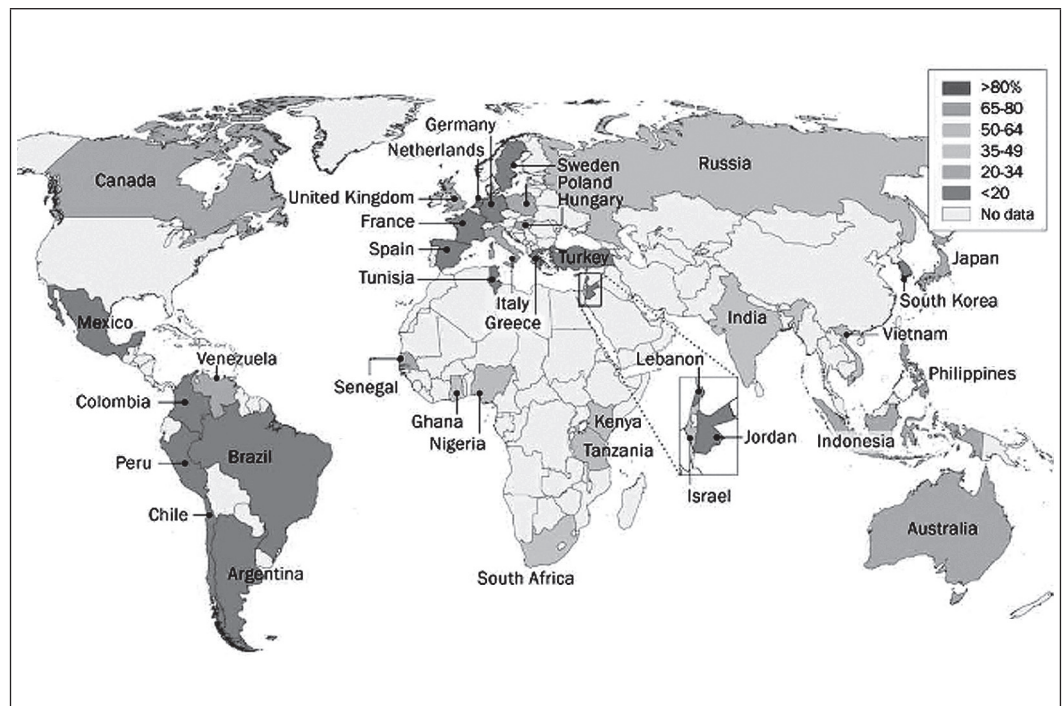 >80%
65-80
50-64
35-49
20-34
<20
No data
Germany
Netherlands
Canada
Russia
Sweden
Poland
Hungary
United Kingdom
France
Spain
Turkey
Tunisia
Japan
Italy
Greece
South Korea
Mexico
India
Vietnam
Venezuela
Lebanon
Senegal
Philippines
Colombia
Ghana
Nigeria
Kenya
Tanzania
Jordan
Indonesia
Peru
Brazil
Israel
Chile
Australia
Argentina
South Africa